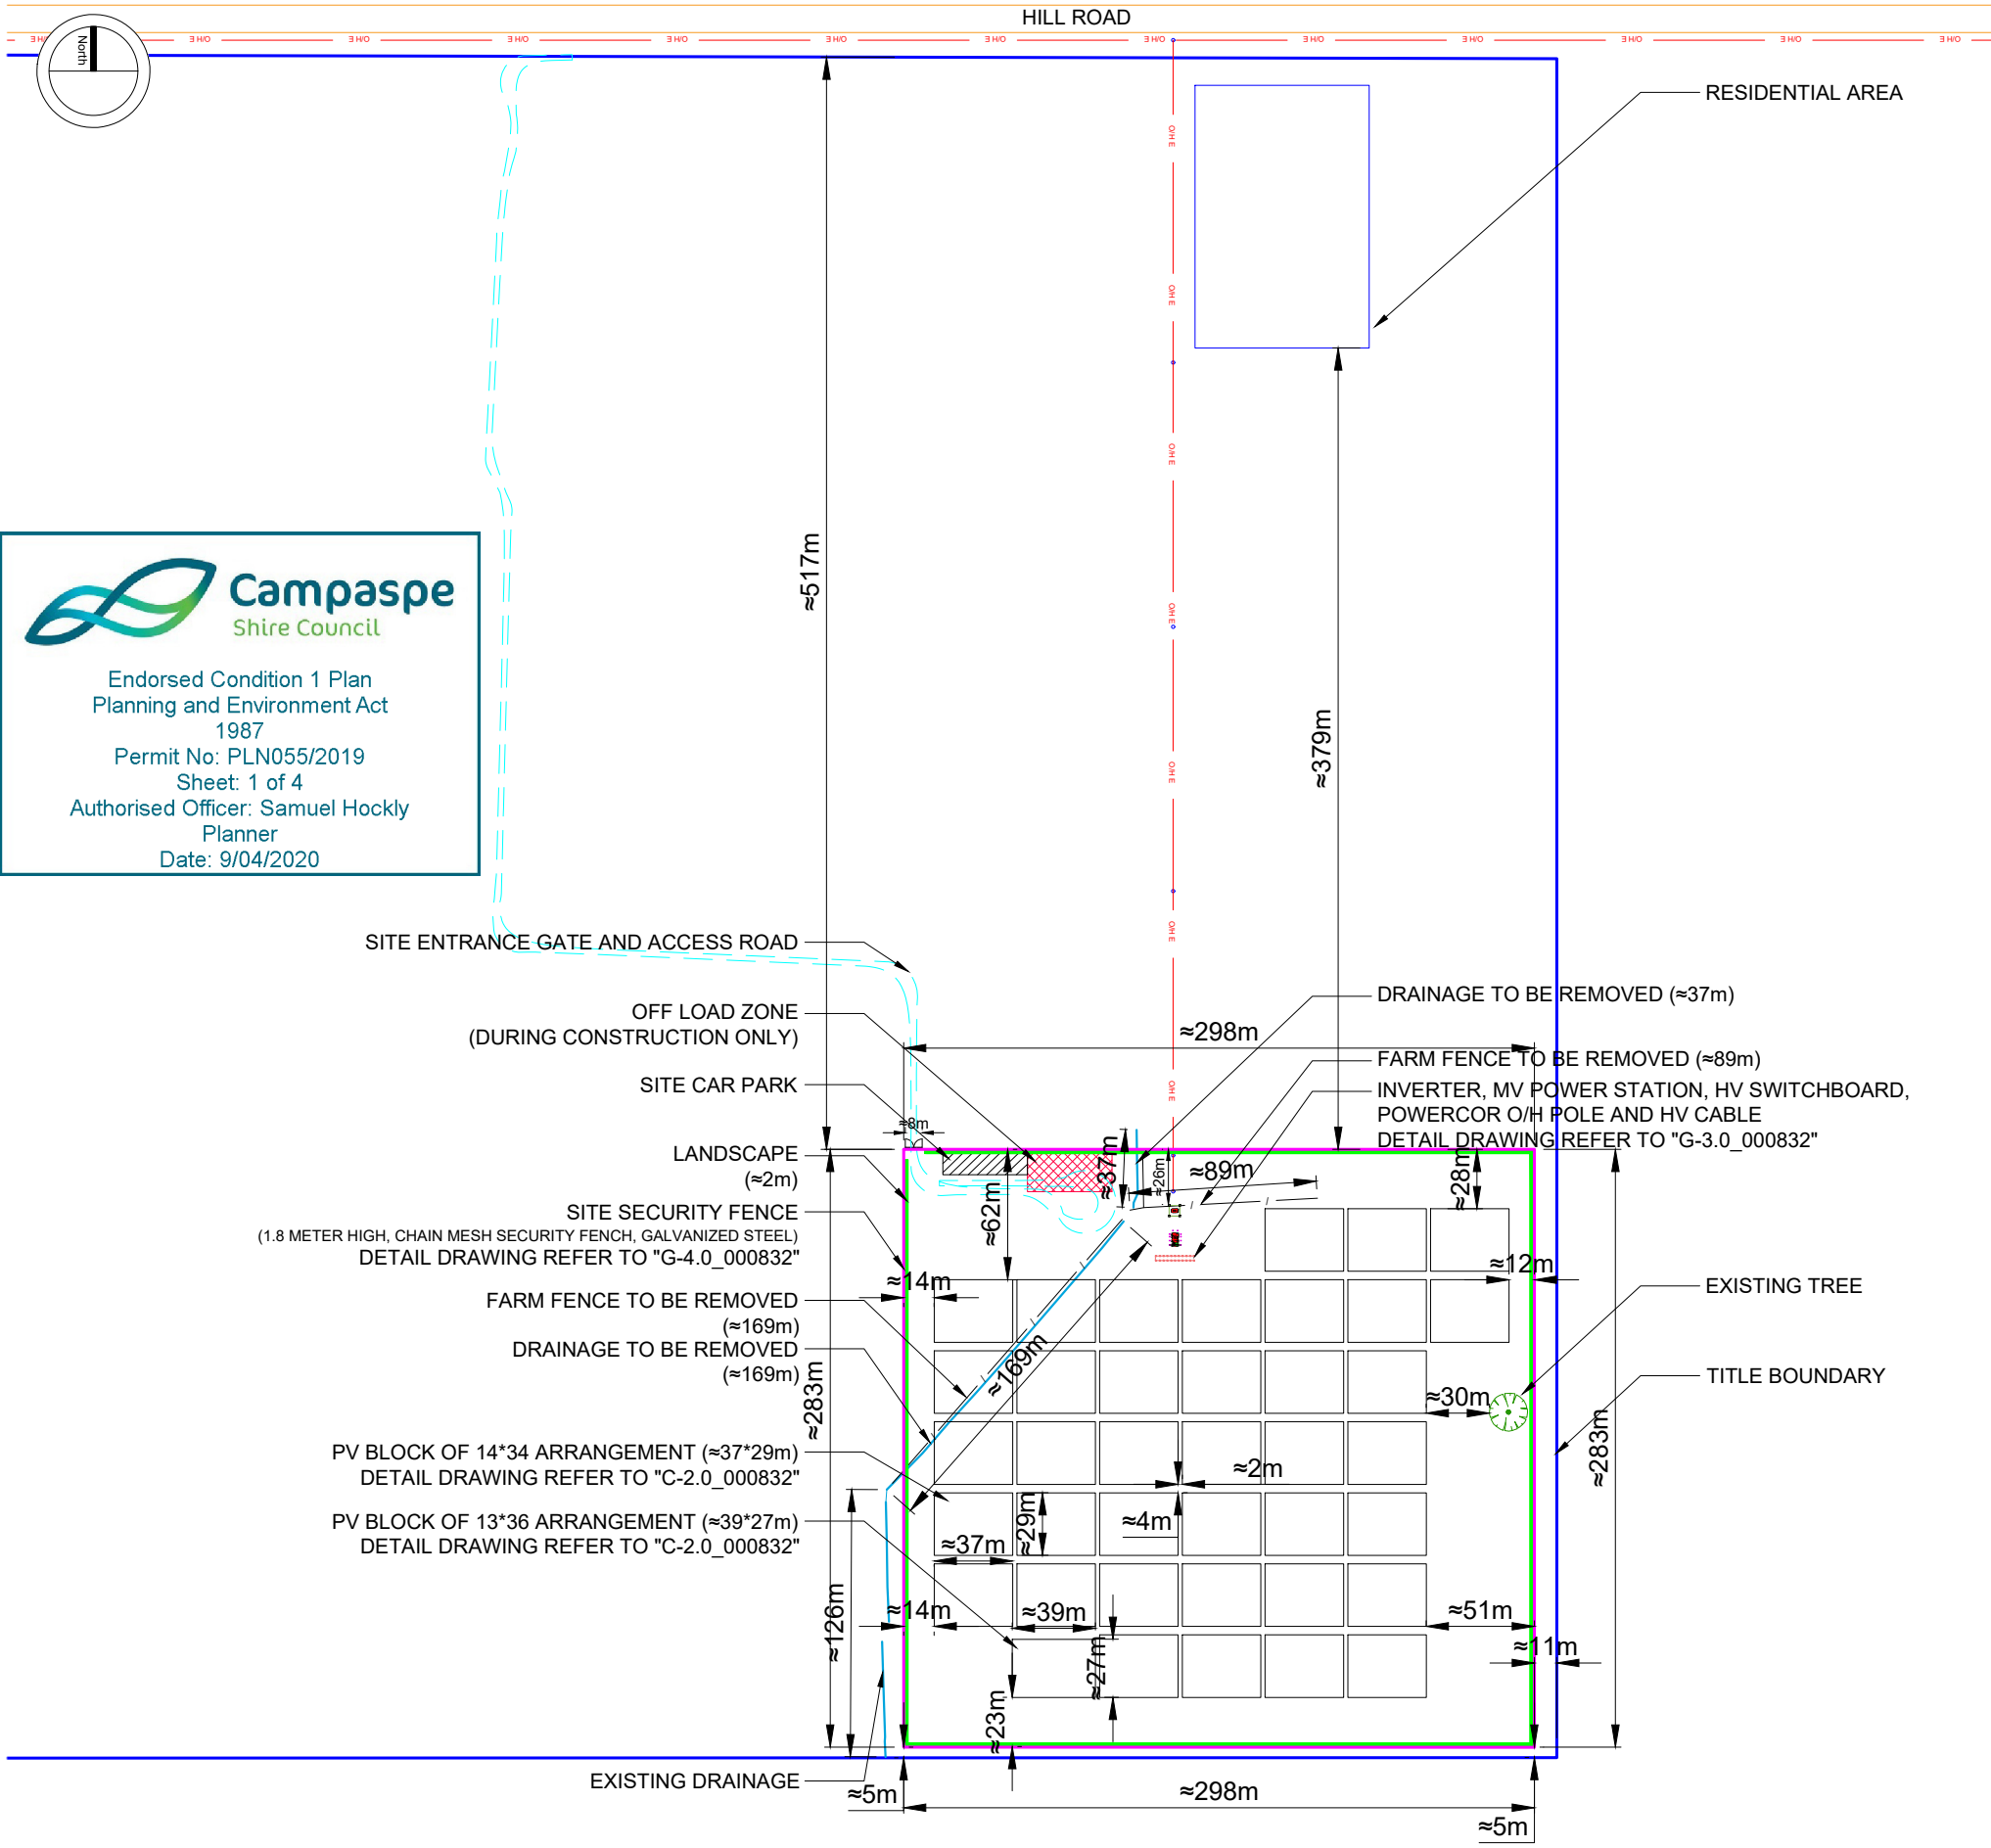 HILL ROAD
O/H E O/H E O/H E O/H E O/H E O/H E O/H E O/H E O/H E O/H E O/H E O/H E
North
RESIDENTIAL AREA
O/H E
O/H E
O/H E
O/H E
O/H E
O/H E
O/H E
≈517m
≈379m
Campaspe
Shire Council
Endorsed Condition 1 Plan
Planning and Environment Act
1987
Permit No: PLN055/2019
Sheet: 1 of 4
Authorised Officer: Samuel Hockly
Planner
Date: 9/04/2020
SITE ENTRANCE GATE AND ACCESS ROAD
OFF LOAD ZONE
(DURING CONSTRUCTION ONLY)
SITE CAR PARK
LANDSCAPE
(≈2m)
SITE SECURITY FENCE
(1.8 METER HIGH, CHAIN MESH SECURITY FENCH, GALVANIZED STEEL)
DETAIL DRAWING REFER TO "G-4.0_000832"
FARM FENCE TO BE REMOVED
(≈169m)
DRAINAGE TO BE REMOVED
(≈169m)
PV BLOCK OF 14*34 ARRANGEMENT (≈37*29m)
DETAIL DRAWING REFER TO "C-2.0_000832"
PV BLOCK OF 13*36 ARRANGEMENT (≈39*27m)
DETAIL DRAWING REFER TO "C-2.0_000832"
EXISTING DRAINAGE
DRAINAGE TO BE REMOVED (≈37m)
≈298m
FARM FENCE TO BE REMOVED (≈89m)
INVERTER, MV POWER STATION, HV SWITCHBOARD,
POWERCOR O/H POLE AND HV CABLE
DETAIL DRAWING REFER TO "G-3.0_000832"
EXISTING TREE
TITLE BOUNDARY
≈8m
≈37m
≈26m
≈89m
≈28m
≈62m
≈14m
≈12m
≈169m
≈283m
≈30m
≈283m
≈2m
≈4m
≈29m
≈37m
≈126m
≈14m
≈39m
≈51m
≈27m
≈11m
≈23m
≈5m
≈298m
≈5m